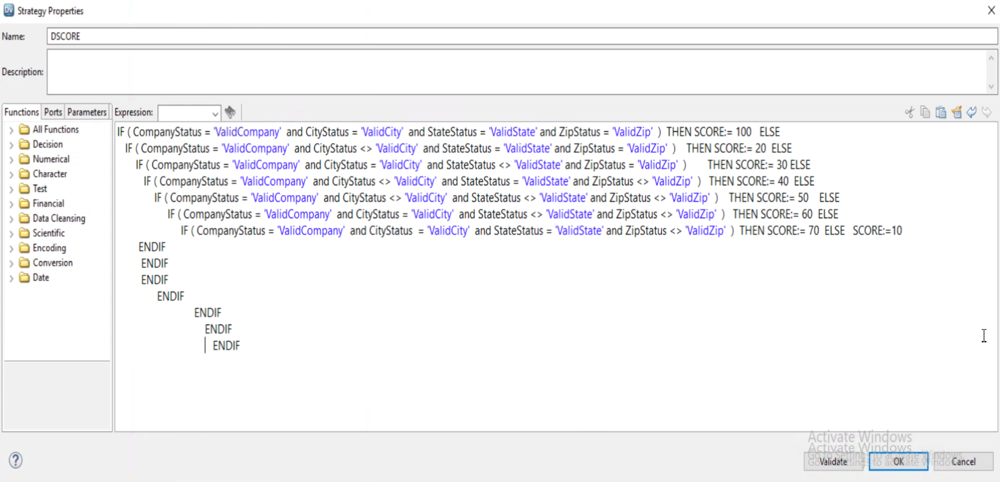 Strategy Properties
Name: DSCORE
Description:
Functions Ports Parameters Expression:
All Functions
Decision
Numerical
Character
Test
Financial
Data Cleansing
Scientific
Encoding
Conversion
Date
IF ( CompanyStatus = 'ValidCompany' and CityStatus = 'ValidCity' and StateStatus = 'ValidState' and ZipStatus = 'ValidZip' ) THEN SCORE:= 100 ELSE
IF ( CompanyStatus = 'ValidCompany' and CityStatus <> 'ValidCity' and StateStatus = 'ValidState' and ZipStatus = 'ValidZip' ) THEN SCORE:= 20 ELSE
IF ( CompanyStatus = 'ValidCompany' and CityStatus = 'ValidCity' and StateStatus <> 'ValidState' and ZipStatus = 'ValidZip' ) THEN SCORE:= 30 ELSE
IF ( CompanyStatus = 'ValidCompany' and CityStatus <> 'ValidCity' and StateStatus = 'ValidState' and ZipStatus <> 'ValidZip' ) THEN SCORE:= 40 ELSE
IF ( CompanyStatus = 'ValidCompany' and CityStatus <> 'ValidCity' and StateStatus <> 'ValidState' and ZipStatus <> 'ValidZip' ) THEN SCORE:= 50 ELSE
IF ( CompanyStatus = 'ValidCompany' and CityStatus = 'ValidCity' and StateStatus <> 'ValidState' and ZipStatus <> 'ValidZip' ) THEN SCORE:= 60 ELSE
IF ( CompanyStatus = 'ValidCompany' and CityStatus = 'ValidCity' and StateStatus = 'ValidState' and ZipStatus <> 'ValidZip' ) THEN SCORE:= 70 ELSE SCORE:=10
ENDIF
ENDIF
ENDIF
ENDIF
ENDIF
ENDIF
ENDIF
Activate Windows
Activate Windows
Go to Settings to activate Windows.
Go to Settings to activate Windows.
Validate OK Cancel